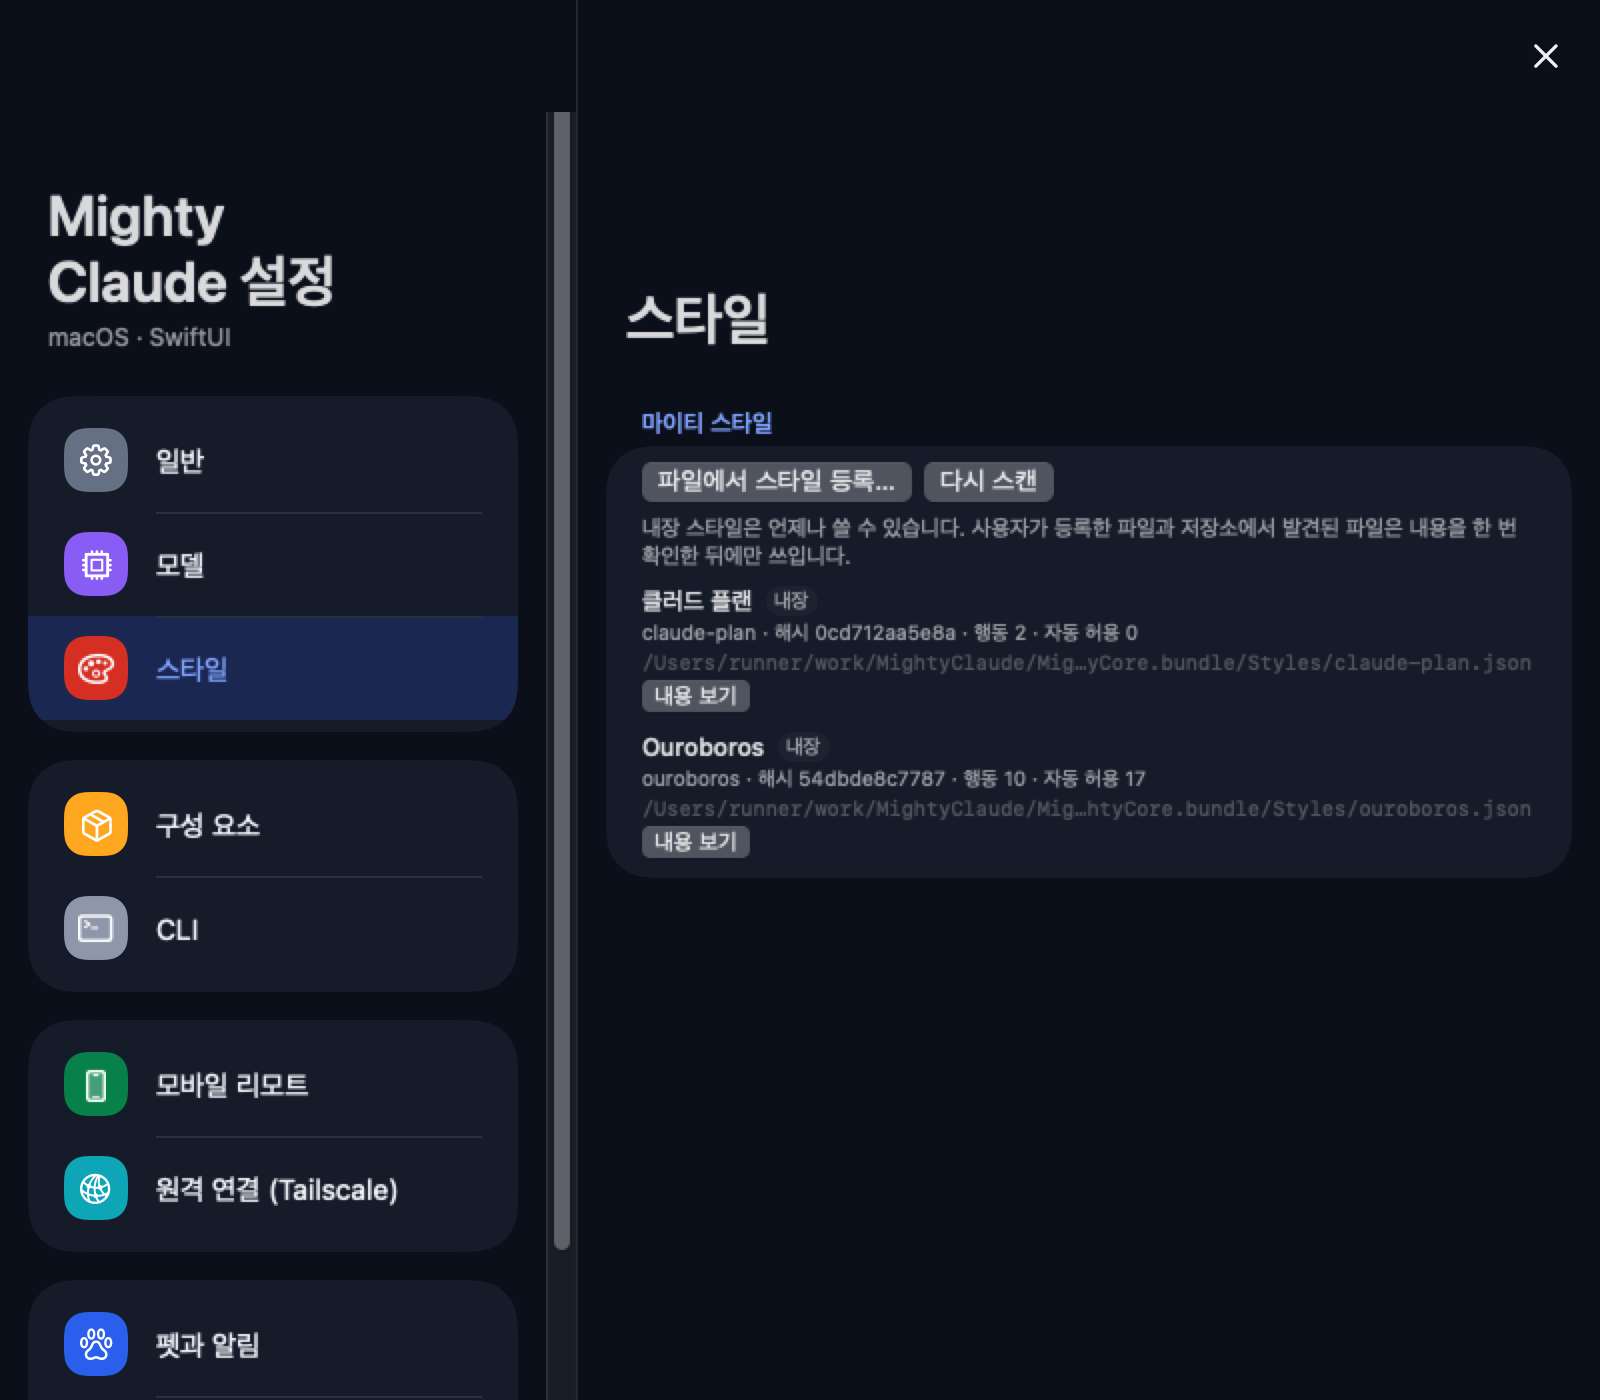 Mighty
Claude 설정
macOS · SwiftUI
일반
모델
스타일
구성 요소
CLI
모바일 리모트
원격 연결 (Tailscale)
펫과 알림
스타일
마이티 스타일
파일에서 스타일 등록...
다시 스캔
내장 스타일은 언제나 쓸 수 있습니다. 사용자가 등록한 파일과 저장소에서 발견된 파일은 내용을 한 번
확인한 뒤에만 쓰입니다.
클러드 플랜 내장
claude-plan · 해시 0cd712aa5e8a · 행동 2 · 자동 허용 0
/Users/runner/work/MightyClaude/Mig…yCore.bundle/Styles/claude-plan.json
내용 보기
Ouroboros 내장
ouroboros · 해시 54dbde8c7787 · 행동 10 · 자동 허용 17
/Users/runner/work/MightyClaude/Mig…htyCore.bundle/Styles/ouroboros.json
내용 보기